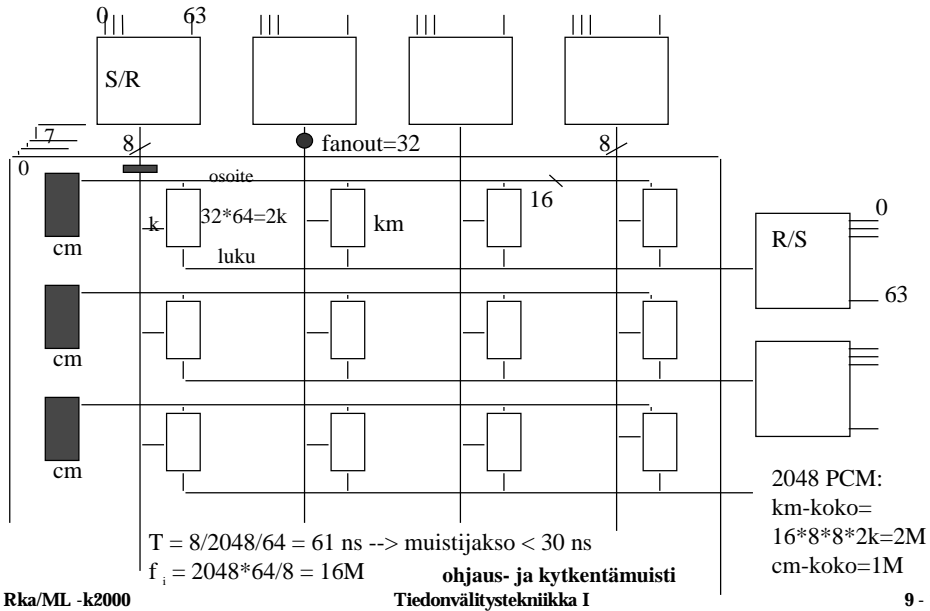 0 63
S/R
7
8
fanout=32
8
0
osoite
16
k
32*64=2k
km
luku
cm
R/S
0
63
cm
cm
2048 PCM:
km-koko=
16*8*8*2k=2M
cm-koko=1M
T = 8/2048/64 = 61 ns --> muistijakso < 30 ns
f i = 2048*64/8 = 16M
ohjaus- ja kytkentämuisti
Rka/ML -k2000 Tiedonvälitystekniikka I 9 -